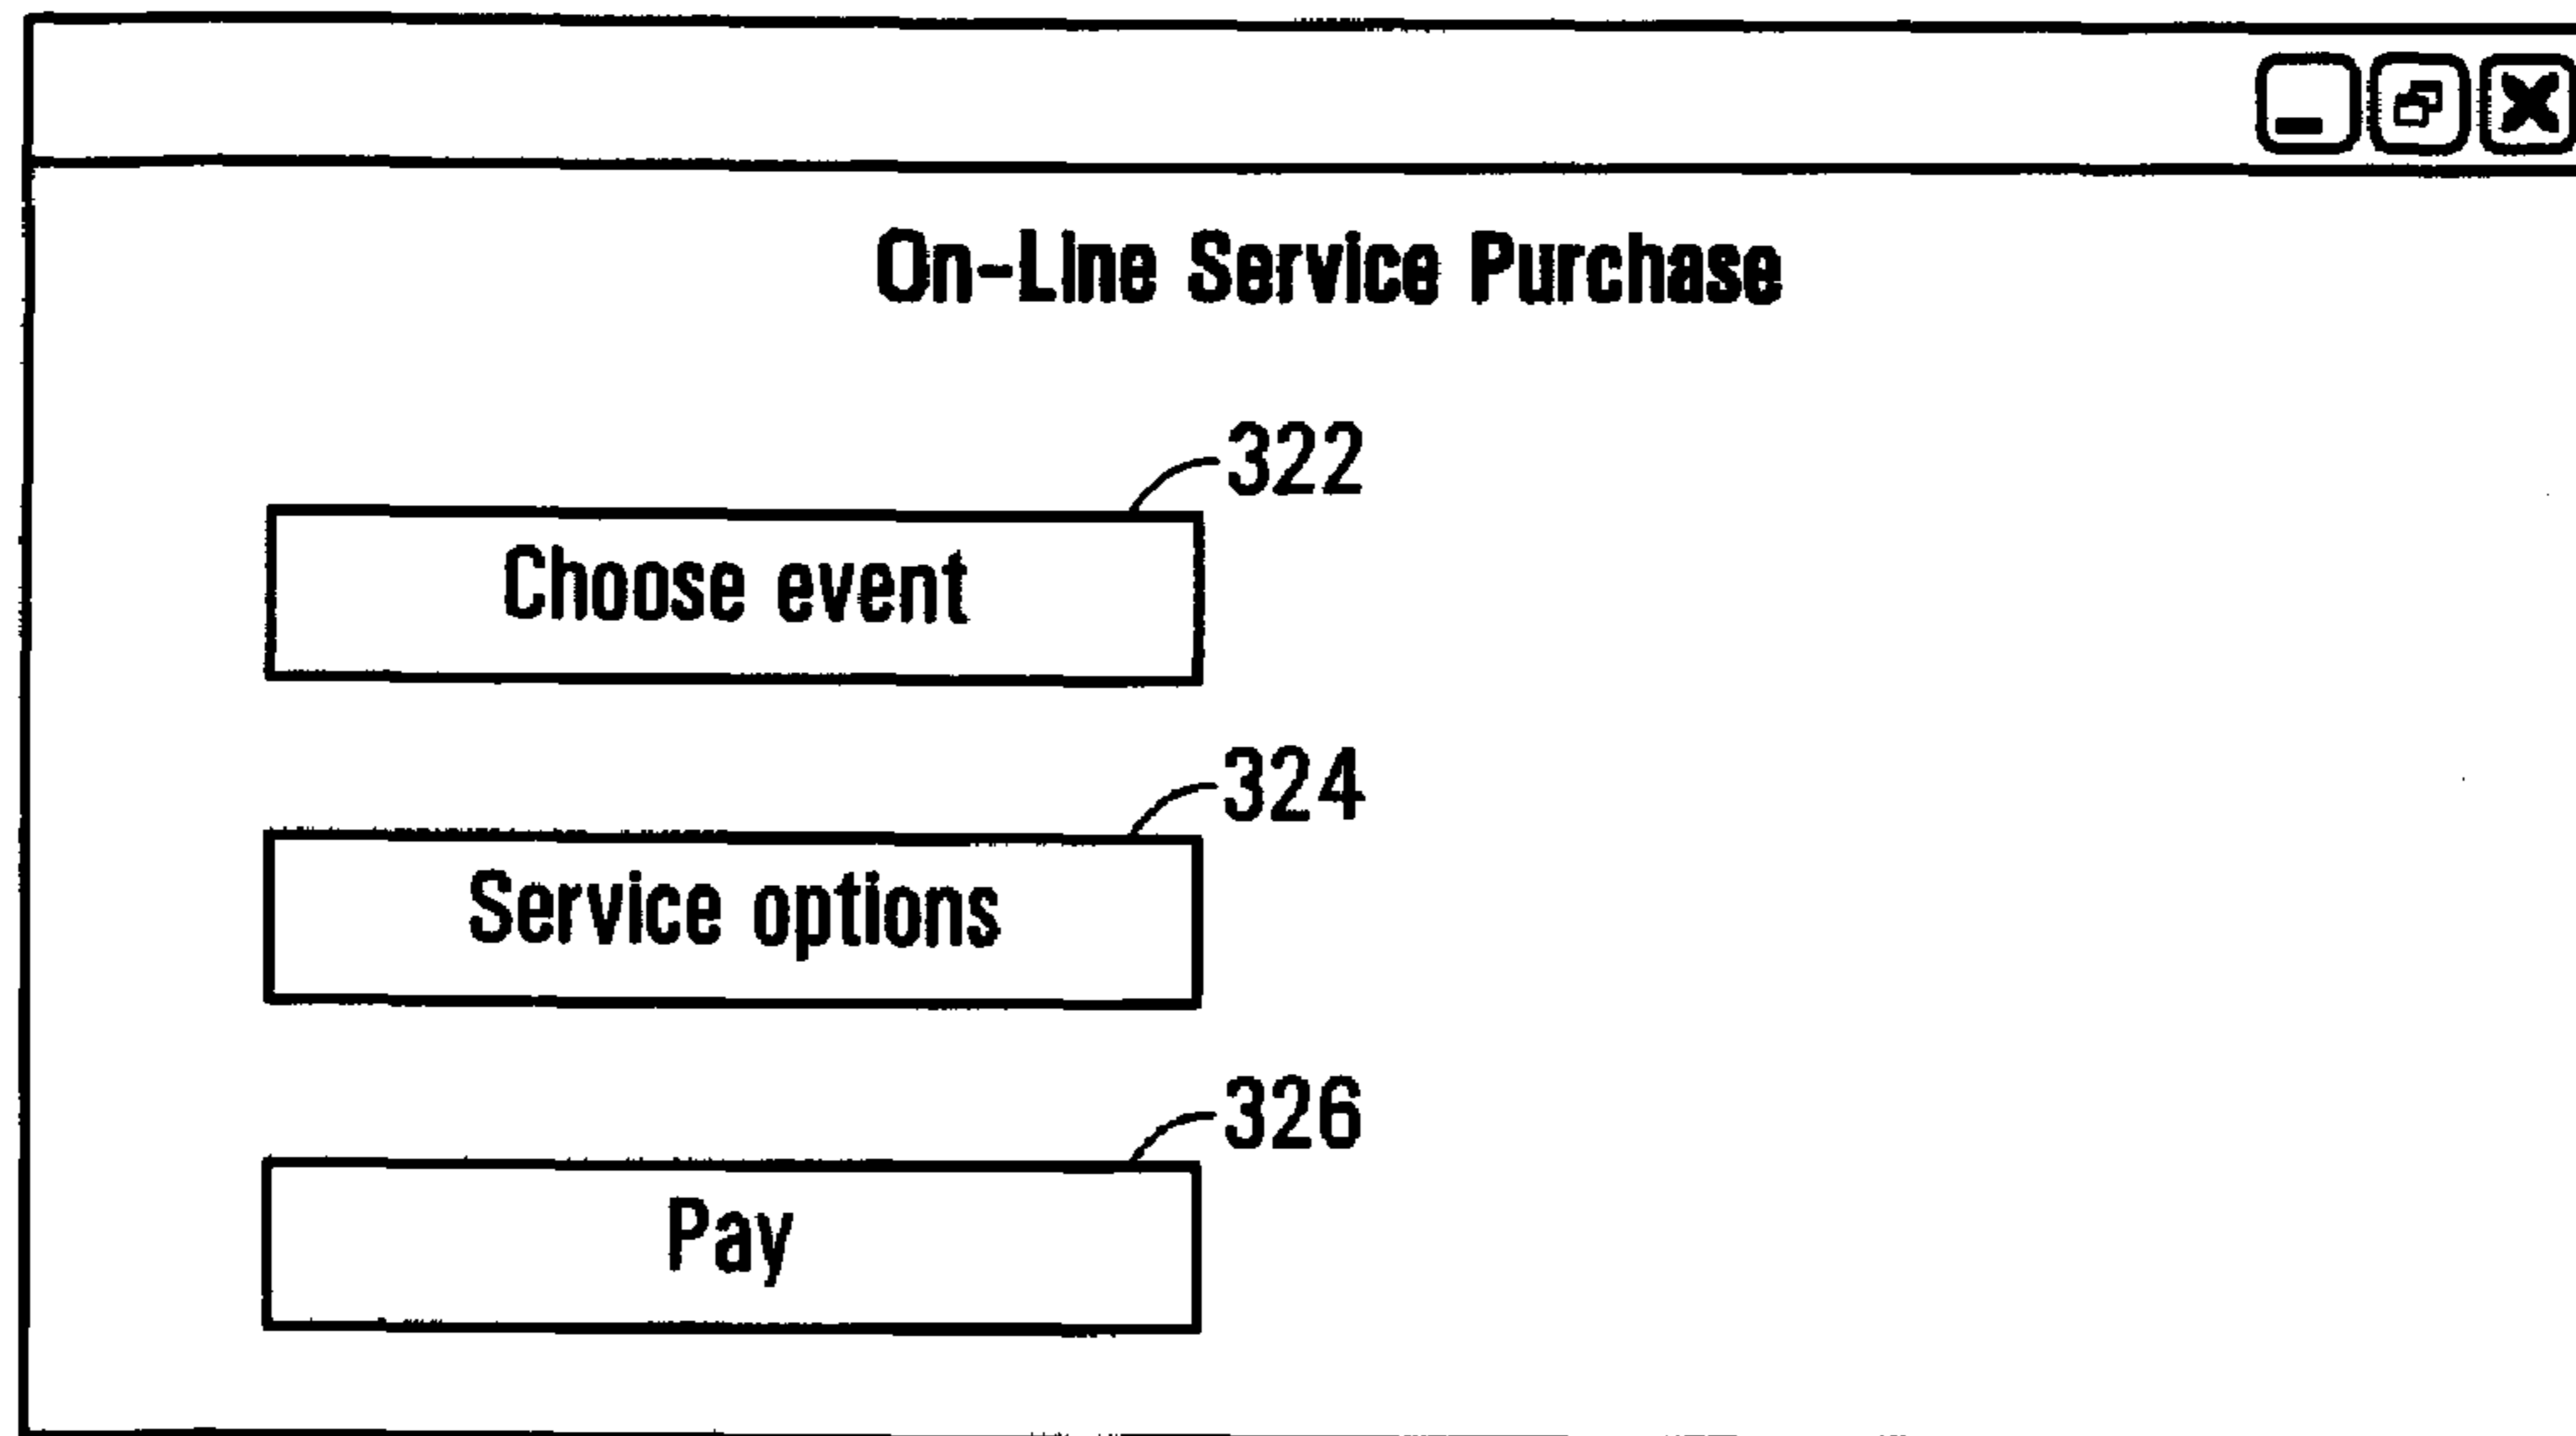 On-Line Service Purchase
322
Choose event
324
Service options
326
Pay